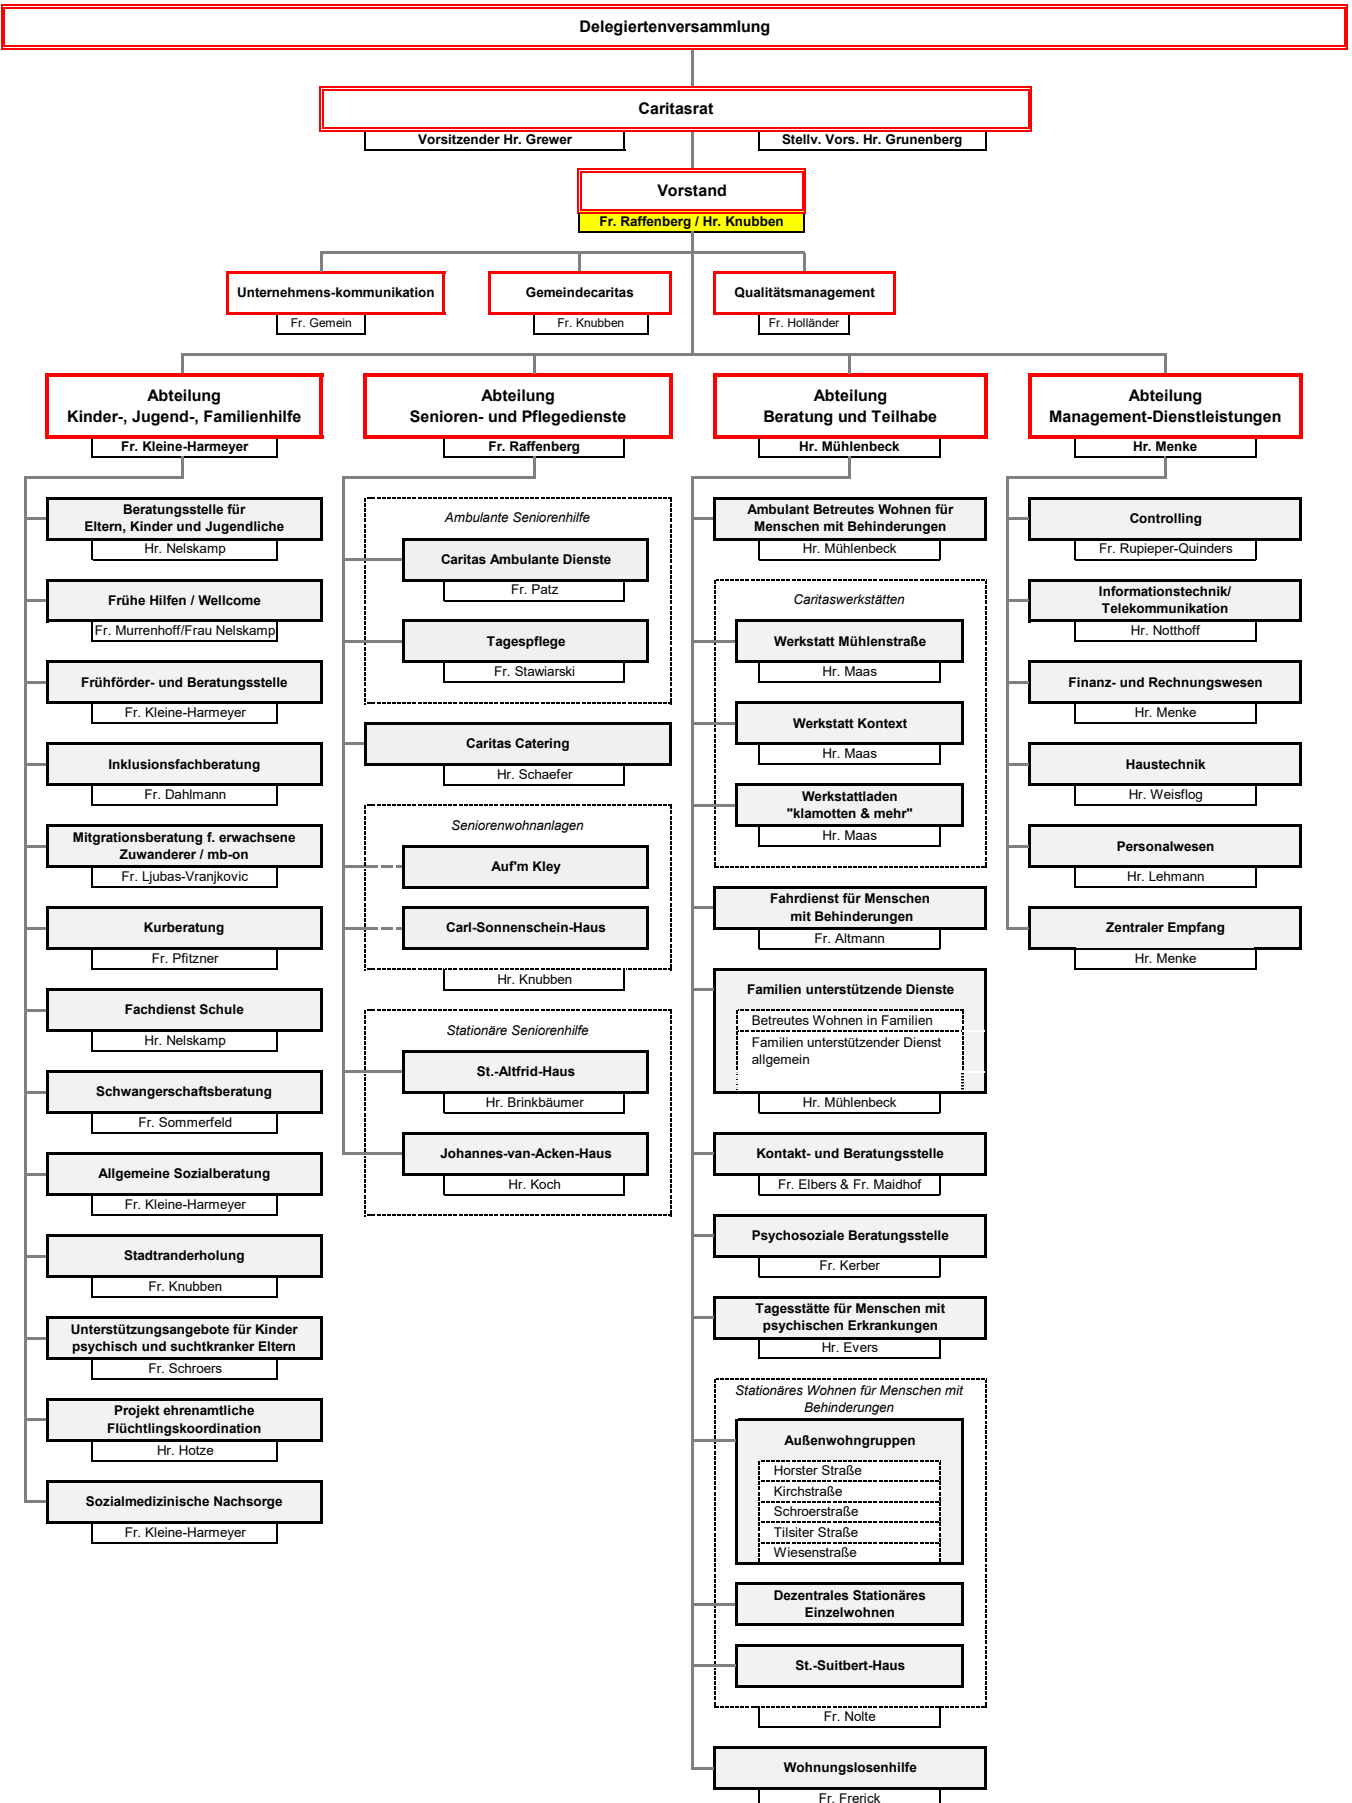 Delegiertenversammlung
Caritasrat
Vorsitzender Hr. Grewer
Stellv. Vors. Hr. Grunenberg
Vorstand
Fr. Raffenberg / Hr. Knubben
Unternehmens-kommunikation
Fr. Gemein
Gemeindecaritas
Fr. Knubben
Qualitätsmanagement
Fr. Holländer
Abteilung
Kinder-, Jugend-, Familienhilfe
Fr. Kleine-Harmeyer
Beratungsstelle für
Eltern, Kinder und Jugendliche
Hr. Nelskamp
Frühe Hilfen / Wellcome
Fr. Murrenhoff/Frau Nelskamp
Frühförder- und Beratungsstelle
Fr. Kleine-Harmeyer
Inklusionsfachberatung
Fr. Dahlmann
Mitgrationsberatung f. erwachsene
Zuwanderer / mb-on
Fr. Ljubas-Vranjkovic
Kurberatung
Fr. Pfitzner
Fachdienst Schule
Hr. Nelskamp
Schwangerschaftsberatung
Fr. Sommerfeld
Allgemeine Sozialberatung
Fr. Kleine-Harmeyer
Stadtranderholung
Fr. Knubben
Unterstützungsangebote für Kinder
psychisch und suchtkranker Eltern
Fr. Schroers
Projekt ehrenamtliche
Flüchtlingskoordination
Hr. Hotze
Sozialmedizinische Nachsorge
Fr. Kleine-Harmeyer
Abteilung
Senioren- und Pflegedienste
Fr. Raffenberg
Ambulante Seniorenhilfe
Caritas Ambulante Dienste
Fr. Patz
Tagespflege
Fr. Stawiarski
Caritas Catering
Hr. Schaefer
Seniorenwohnanlagen
Auf'm Kley
Carl-Sonnenschein-Haus
Hr. Knubben
Stationäre Seniorenhilfe
St.-Altfrid-Haus
Hr. Brinkbäumer
Johannes-van-Acken-Haus
Hr. Koch
Abteilung
Beratung und Teilhabe
Hr. Mühlenbeck
Ambulant Betreutes Wohnen für
Menschen mit Behinderungen
Hr. Mühlenbeck
Caritaswerkstätten
Werkstatt Mühlenstraße
Hr. Maas
Werkstatt Kontext
Hr. Maas
Werkstattladen
"klamotten & mehr"
Hr. Maas
Fahrdienst für Menschen
mit Behinderungen
Fr. Altmann
Familien unterstützende Dienste
Betreutes Wohnen in Familien
Familien unterstützender Dienst
allgemein
Hr. Mühlenbeck
Kontakt- und Beratungsstelle
Fr. Elbers & Fr. Maidhof
Psychosoziale Beratungsstelle
Fr. Kerber
Tagesstätte für Menschen mit
psychischen Erkrankungen
Hr. Evers
Stationäres Wohnen für Menschen mit
Behinderungen
Außenwohngruppen
Horster Straße
Kirchstraße
Schroerstraße
Tilsiter Straße
Wiesenstraße
Dezentrales Stationäres
Einzelwohnen
St.-Suitbert-Haus
Fr. Nolte
Wohnungslosenhilfe
Fr. Frerick
Abteilung
Management-Dienstleistungen
Hr. Menke
Controlling
Fr. Rupieper-Quinders
Informationstechnik/
Telekommunikation
Hr. Notthoff
Finanz- und Rechnungswesen
Hr. Menke
Haustechnik
Hr. Weisflog
Personalwesen
Hr. Lehmann
Zentraler Empfang
Hr. Menke